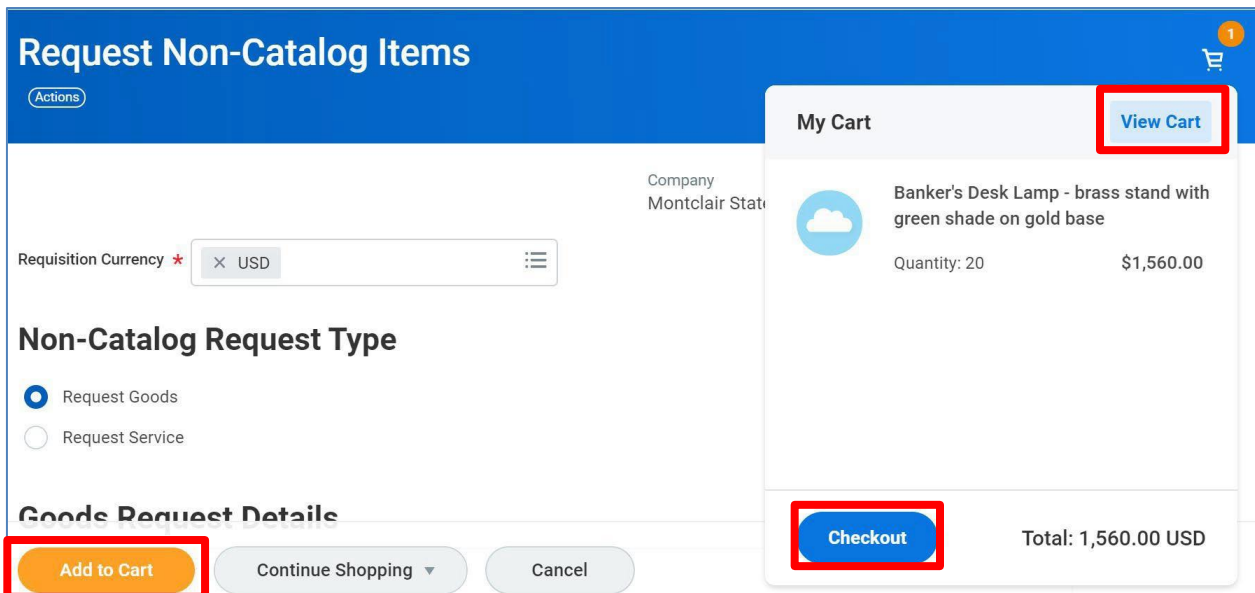 Request Non-Catalog Items
1
Actions
My Cart
View Cart
Company
Montclair State
Banker's Desk Lamp - brass stand with
green shade on gold base
Quantity: 20 $1,560.00
Requisition Currency * × USD
Non-Catalog Request Type
Request Goods
Request Service
Goods Request Details
Add to Cart
Continue Shopping
Cancel
Checkout
Total: 1,560.00 USD